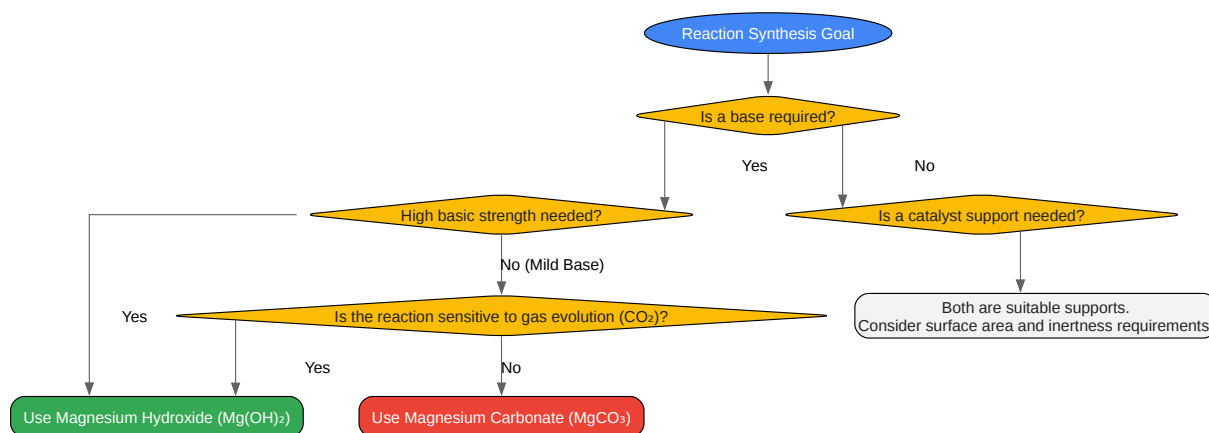 Reaction Synthesis Goal
Is a base required?
Yes
No
High basic strength needed?
Is a catalyst support needed?
No (Mild Base)
Both are suitable supports.
Consider surface area and inertness requirements
Yes
Is the reaction sensitive to gas evolution (CO₂)?
Yes
No
Use Magnesium Hydroxide (Mg(OH)₂)
Use Magnesium Carbonate (MgCO₃)